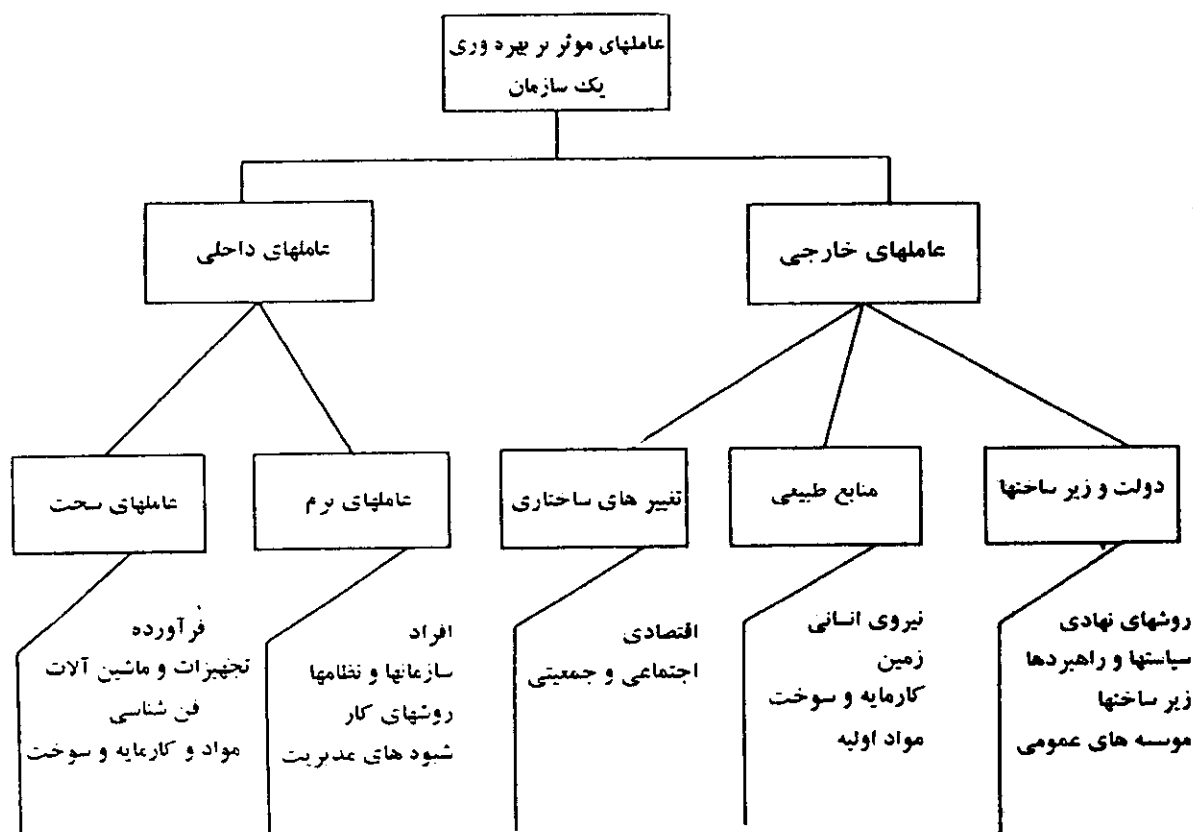 عاملهای موثر بر بهره وری
یک سازمان
عاملهای خارجی
عاملهای داخلی
دولت و زیر ساختها
منابع طبیعی
تغییر های ساختاری
عاملهای نرم
عاملهای سخت
روشهای نهادی
سیاستها و راهبردها
زیر ساختها
موسسه های عمومی
نیروی انسانی
زمین
کارمایه و سوخت
مواد اولیه
اقتصادی
اجتماعی و جمعیتی
افراد
سازمانها و نظامها
روشهای کار
شیوه های مدیریت
فرآورده
تجهیزات و ماشین آلات
فن شناسی
مواد و کارمایه و سوخت